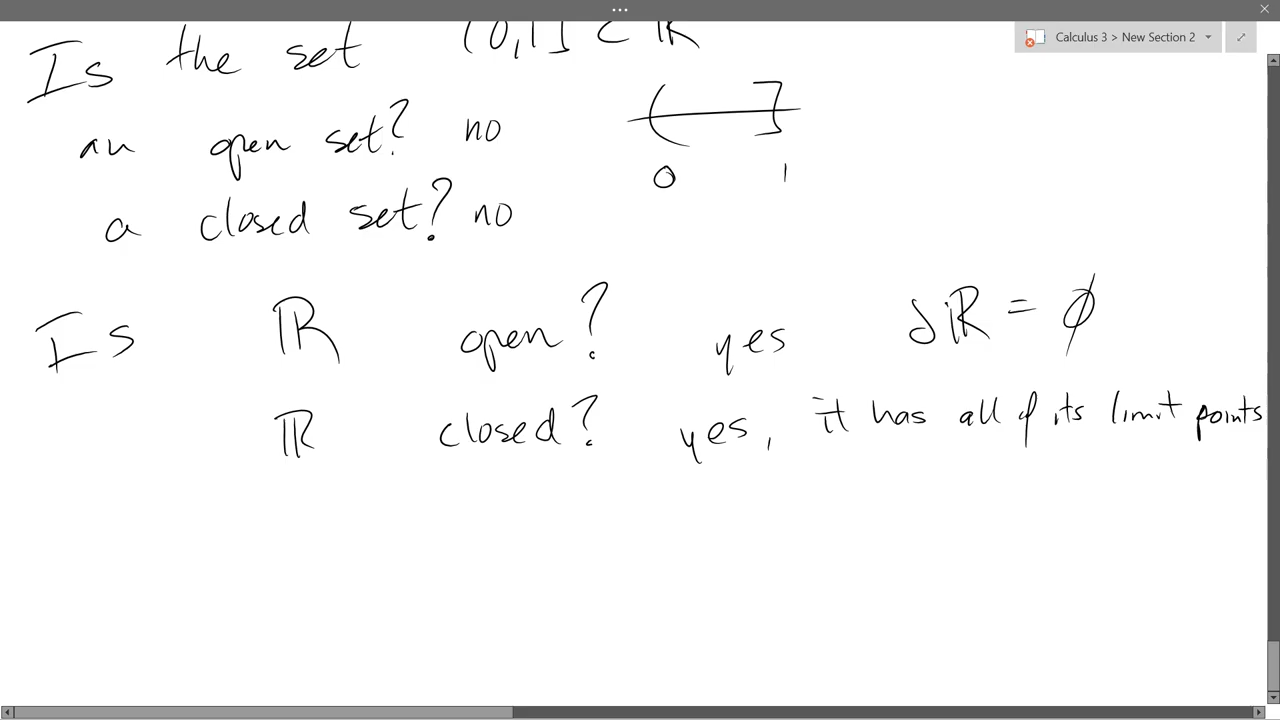 Is the set (0,1] ⊂ ℝ
Calculus 3 > New Section 2
an open set? no
0 1
a closed set? no
Is ℝ open? yes ∂ℝ = ∅
ℝ closed? yes, it has all of its limit points